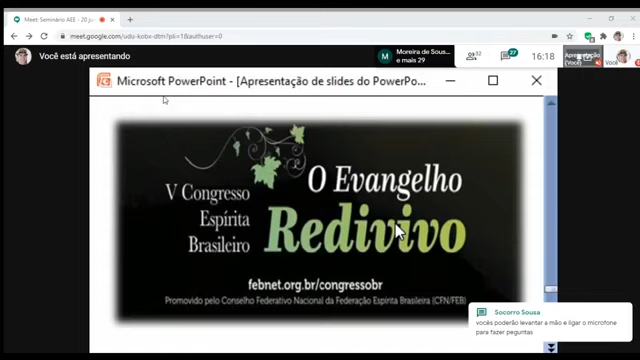 Meet Seminário AEE - 20 ju
meet.google.com/udu-kobx-dtm?pli=1&authuser=0
Você está apresentando
M
Moreira de Sous...
e mais 29
32
27
16:18
Apresentação
(Você)
Você
Microsoft PowerPoint - [Apresentação de slides do PowerPo...
V Congresso
Espírita
Brasileiro
O Evangelho
Redivivo
febnet.org.br/congressobr
Promovido pelo Conselho Federativo Nacional da Federação Espírita Brasileira (CFN/FEB)
Socorro Sousa
vocês poderão levantar a mão e ligar o microfone
para fazer perguntas